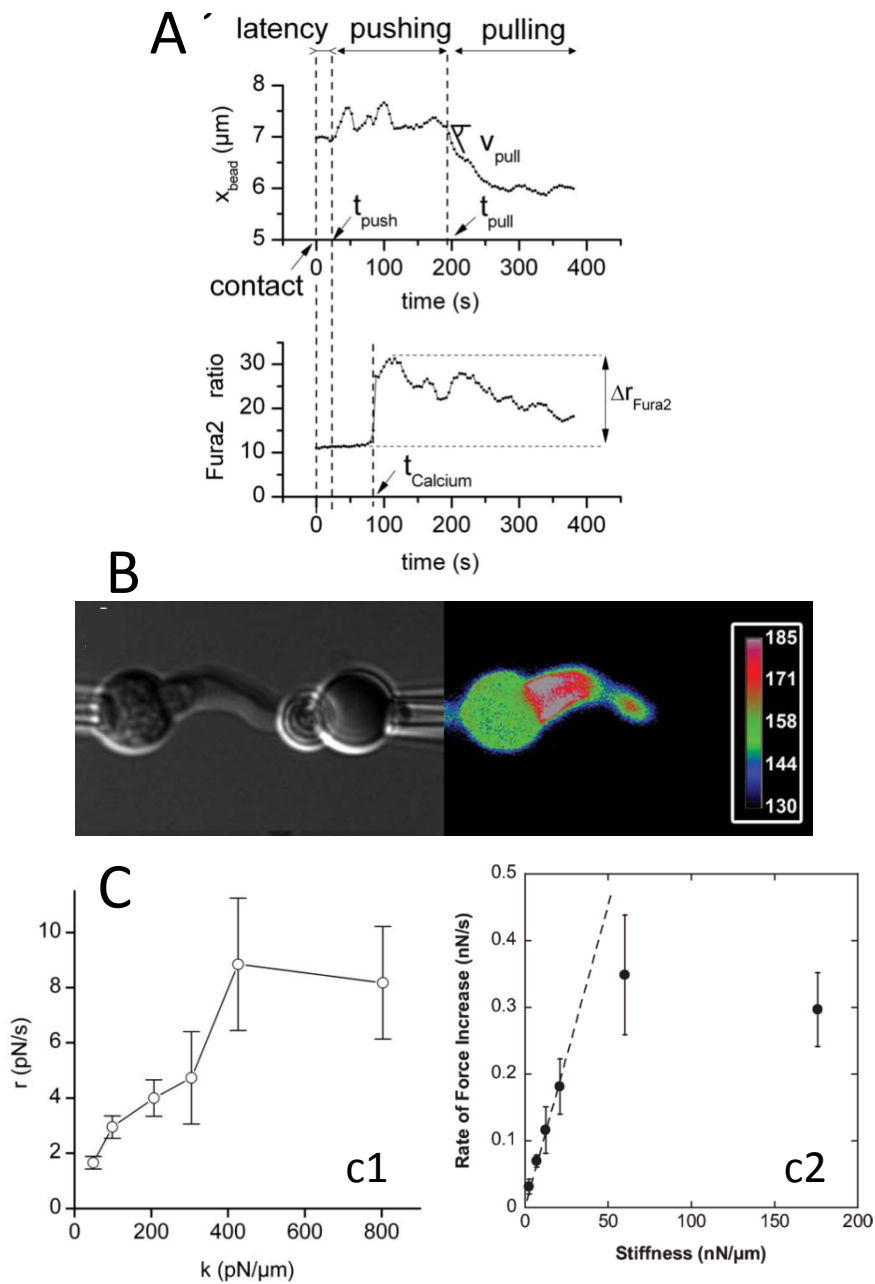 A
latency pushing pulling
8
7
6
5
x_bead (μm)
v_pull
t_push
t_pull
0 100 200 300 400
contact
time (s)
30
20
10
0
Fura2 ratio
Δr_Fura2
t_Calcium
0 100 200 300 400
time (s)
B
185
171
158
144
130
C
10
8
6
4
2
0
r (pN/s)
c1
0 200 400 600 800
k (pN/μm)
0.5
0.4
0.3
0.2
0.1
0
Rate of Force Increase (nN/s)
c2
0 50 100 150 200
Stiffness (nN/μm)